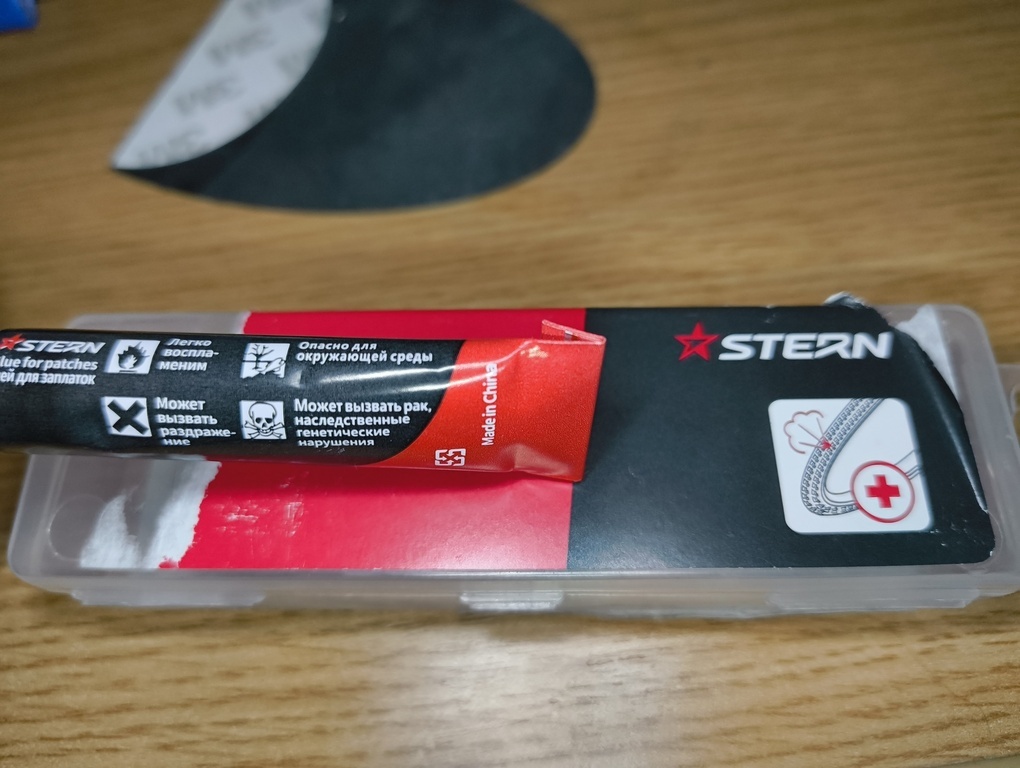 STERN
lue for patches
ей для заплаток
Легко
воспла-
меним
Опасно для
окружающей среды
Может
вызвать
раздраже-
ние
Может вызвать рак,
наследственные
генетические
нарушения
Made in China
STERN